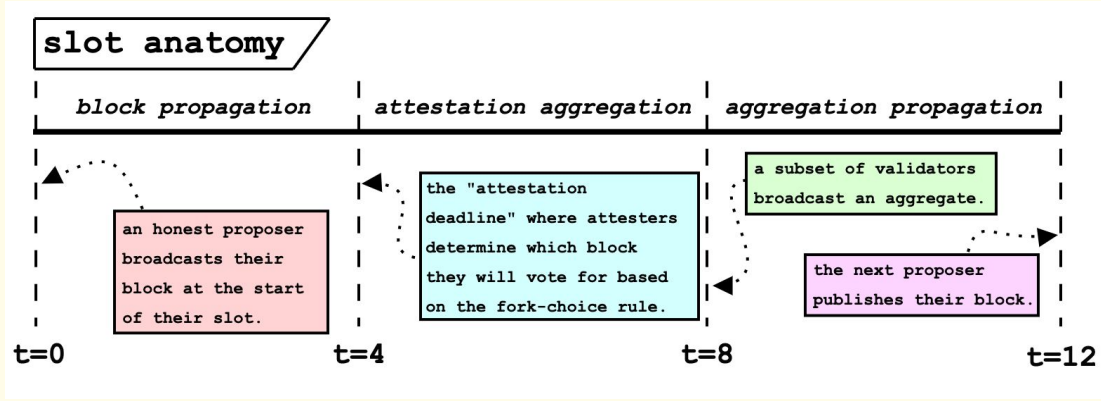 slot anatomy
block propagation
attestation aggregation
aggregation propagation
an honest proposer
broadcasts their
block at the start
of their slot.
the "attestation
deadline" where attesters
determine which block
they will vote for based
on the fork-choice rule.
a subset of validators
broadcast an aggregate.
the next proposer
publishes their block.
t=0
t=4
t=8
t=12